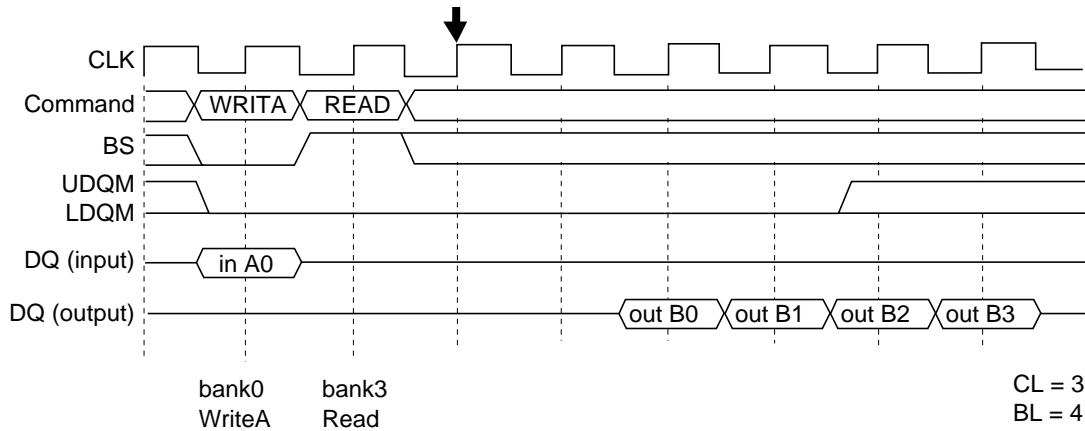 CLK
Command WRITA READ
BS
UDQM
LDQM
DQ (input) in A0
DQ (output) out B0 out B1 out B2 out B3
bank0 bank3 CL = 3
WriteA Read BL = 4